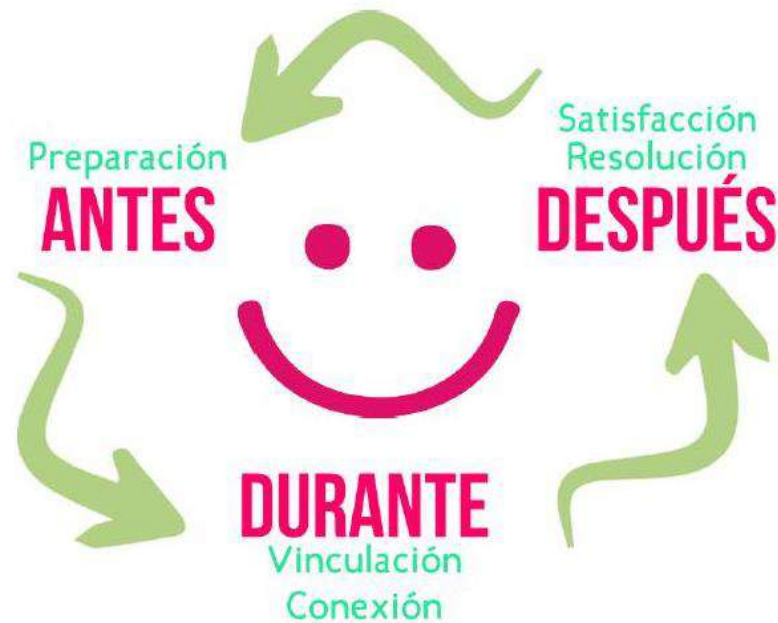 Preparación
ANTES
Satisfacción
Resolución
DESPUÉS
DURANTE
Vinculación
Conexión